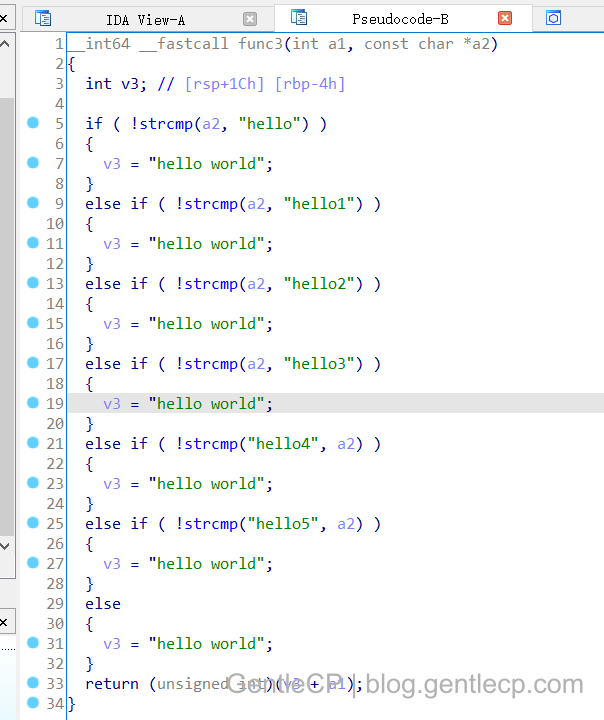 IDA View-A
Pseudocode-B
1 __int64 __fastcall func3(int a1, const char *a2)
2 {
3 int v3; // [rsp+1Ch] [rbp-4h]
4
5 if ( !strcmp(a2, "hello") )
6 {
7 v3 = "hello world";
8 }
9 else if ( !strcmp(a2, "hello1") )
10 {
11 v3 = "hello world";
12 }
13 else if ( !strcmp(a2, "hello2") )
14 {
15 v3 = "hello world";
16 }
17 else if ( !strcmp(a2, "hello3") )
18 {
19 v3 = "hello world";
20 }
21 else if ( !strcmp("hello4", a2) )
22 {
23 v3 = "hello world";
24 }
25 else if ( !strcmp("hello5", a2) )
26 {
27 v3 = "hello world";
28 }
29 else
30 {
31 v3 = "hello world";
32 }
33 return (unsigned int)(v3 + a1);
34 }
GentleCP | blog.gentlecp.com